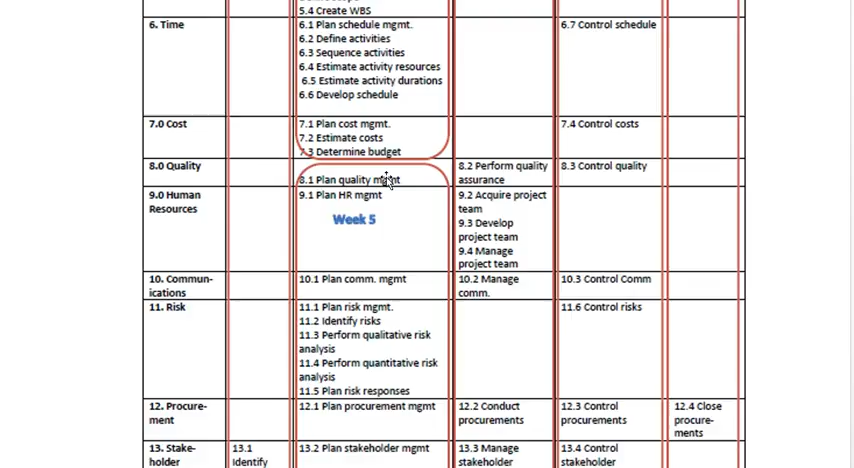 5.4 Create WBS
6. Time
6.1 Plan schedule mgmt.
6.2 Define activities
6.3 Sequence activities
6.4 Estimate activity resources
6.5 Estimate activity durations
6.6 Develop schedule
6.7 Control schedule
7.0 Cost
7.1 Plan cost mgmt.
7.2 Estimate costs
7.3 Determine budget
7.4 Control costs
8.0 Quality
8.1 Plan quality mgmt
8.2 Perform quality
assurance
8.3 Control quality
9.0 Human
Resources
9.1 Plan HR mgmt
Week 5
9.2 Acquire project
team
9.3 Develop
project team
9.4 Manage
project team
10. Commun-
ications
10.1 Plan comm. mgmt
10.2 Manage
comm.
10.3 Control Comm
11. Risk
11.1 Plan risk mgmt.
11.2 Identify risks
11.3 Perform qualitative risk
analysis
11.4 Perform quantitative risk
analysis
11.5 Plan risk responses
11.6 Control risks
12. Procure-
ment
12.1 Plan procurement mgmt
12.2 Conduct
procurements
12.3 Control
procurements
12.4 Close
procure-
ments
13. Stake-
holder
13.1
Identify
13.2 Plan stakeholder mgmt
13.3 Manage
stakeholder
13.4 Control
stakeholder